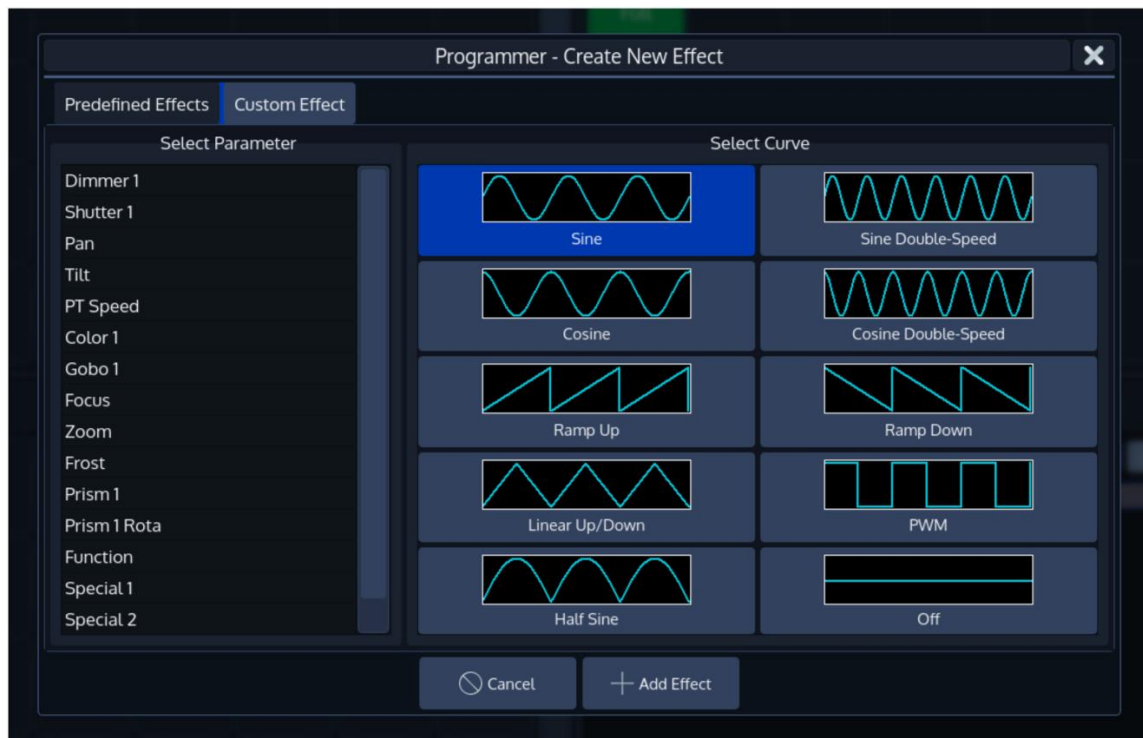 Programmer - Create New Effect
Predefined Effects
Custom Effect
Select Parameter
Dimmer 1
Shutter 1
Pan
Tilt
PT Speed
Color 1
Gobo 1
Focus
Zoom
Frost
Prism 1
Prism 1 Rota
Function
Special 1
Special 2
Select Curve
Sine
Sine Double-Speed
Cosine
Cosine Double-Speed
Ramp Up
Ramp Down
Linear Up/Down
PWM
Half Sine
Off
Cancel
Add Effect